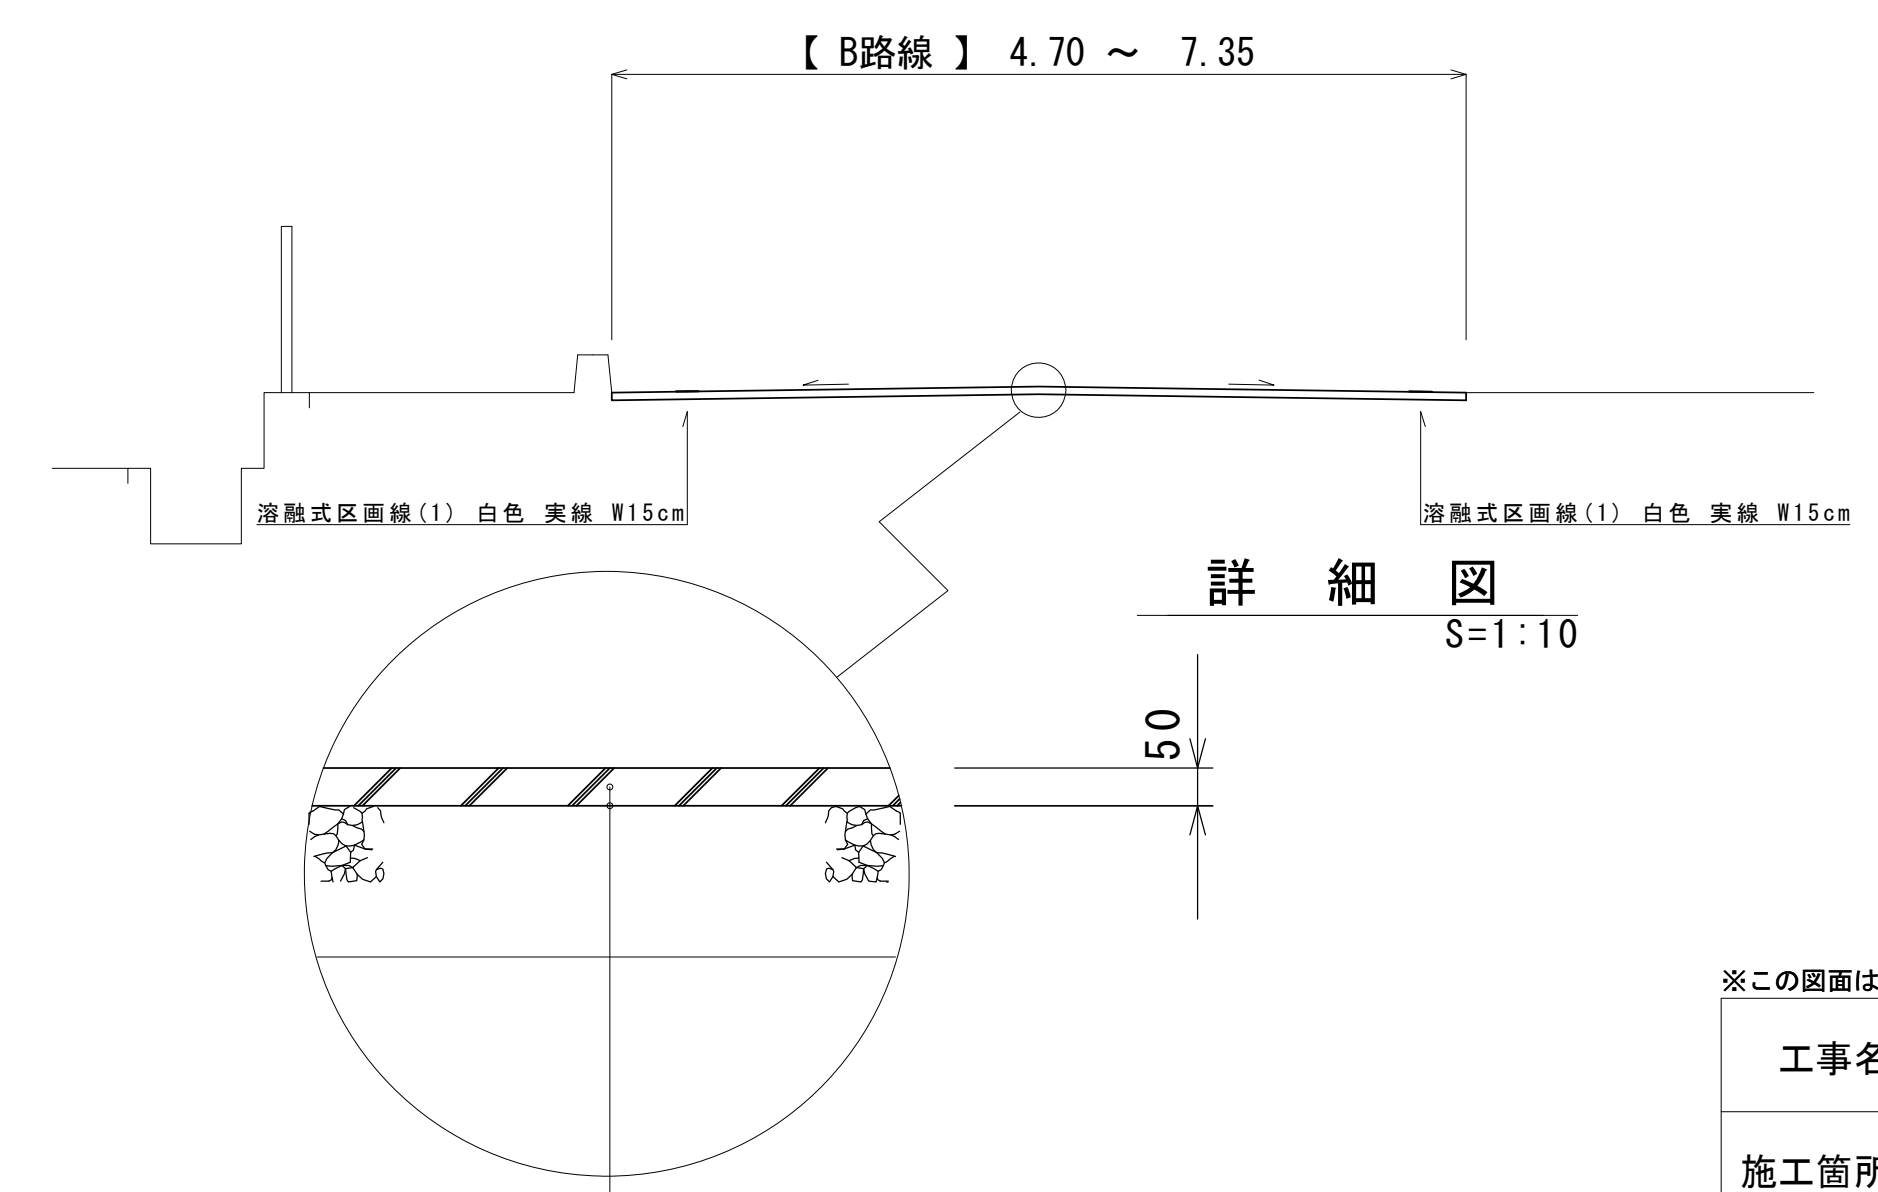 【 B路線 】 4.70 ～ 7.35
溶融式区画線(1) 白色 実線 W15cm
溶融式区画線(1) 白色 実線 W15cm
詳 細 図
S=1:10
50
※この図面は
工事名
施工箇所